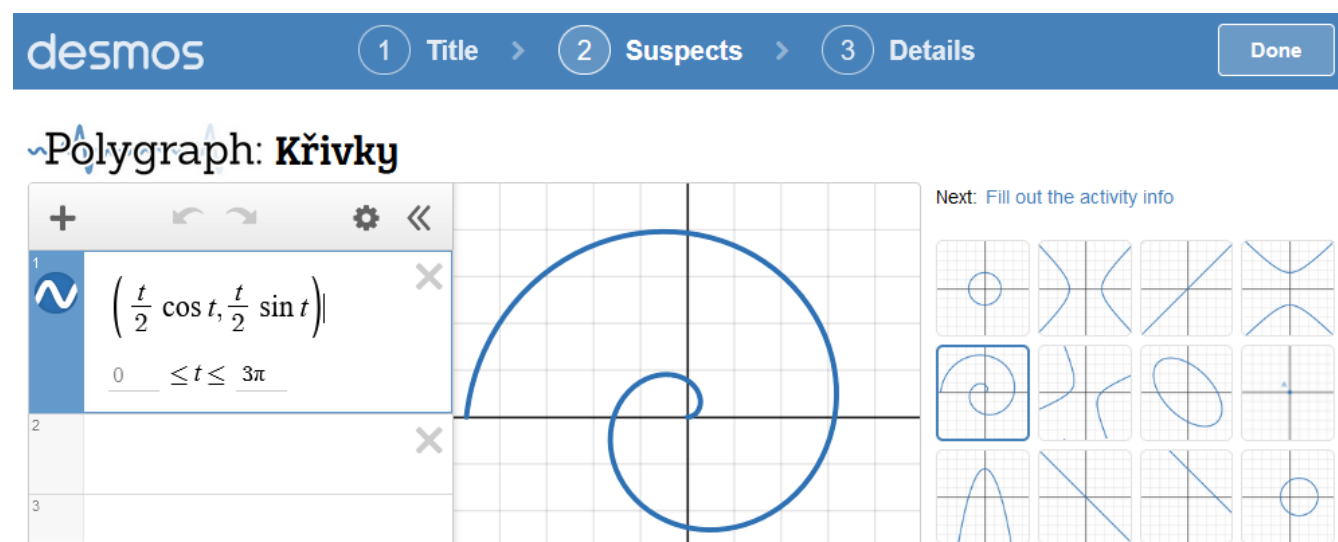 desmos 1 Title > 2 Suspects > 3 Details Done
Polygraph: Křivky
Next: Fill out the activity info
+ «
1
(t/2 cos t, t/2 sin t)
0 ≤ t ≤ 3π
2
3